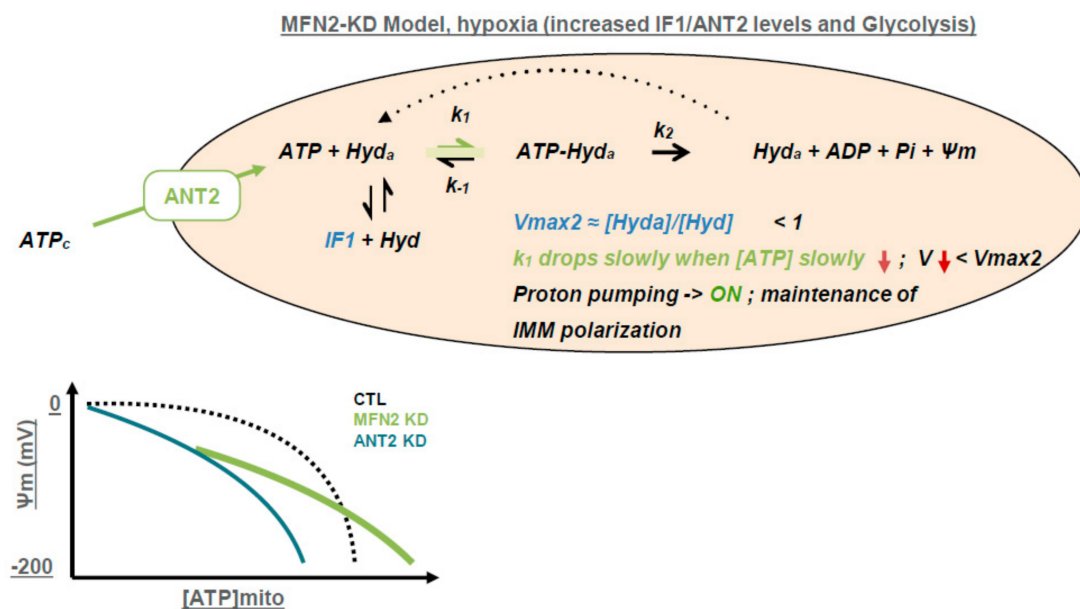 MFN2-KD Model, hypoxia (increased IF1/ANT2 levels and Glycolysis)
k1
k2
ATP + Hyda
ATP-Hyda
Hyda + ADP + Pi + Ψm
k-1
ANT2
ATPc
IF1 + Hyd
Vmax2 ≈ [Hyda]/[Hyd] < 1
k1 drops slowly when [ATP] slowly ↓ ; V ↓ < Vmax2
Proton pumping -> ON ; maintenance of
IMM polarization
0
CTL
MFN2 KD
ANT2 KD
Ψm (mV)
-200
[ATP]mito